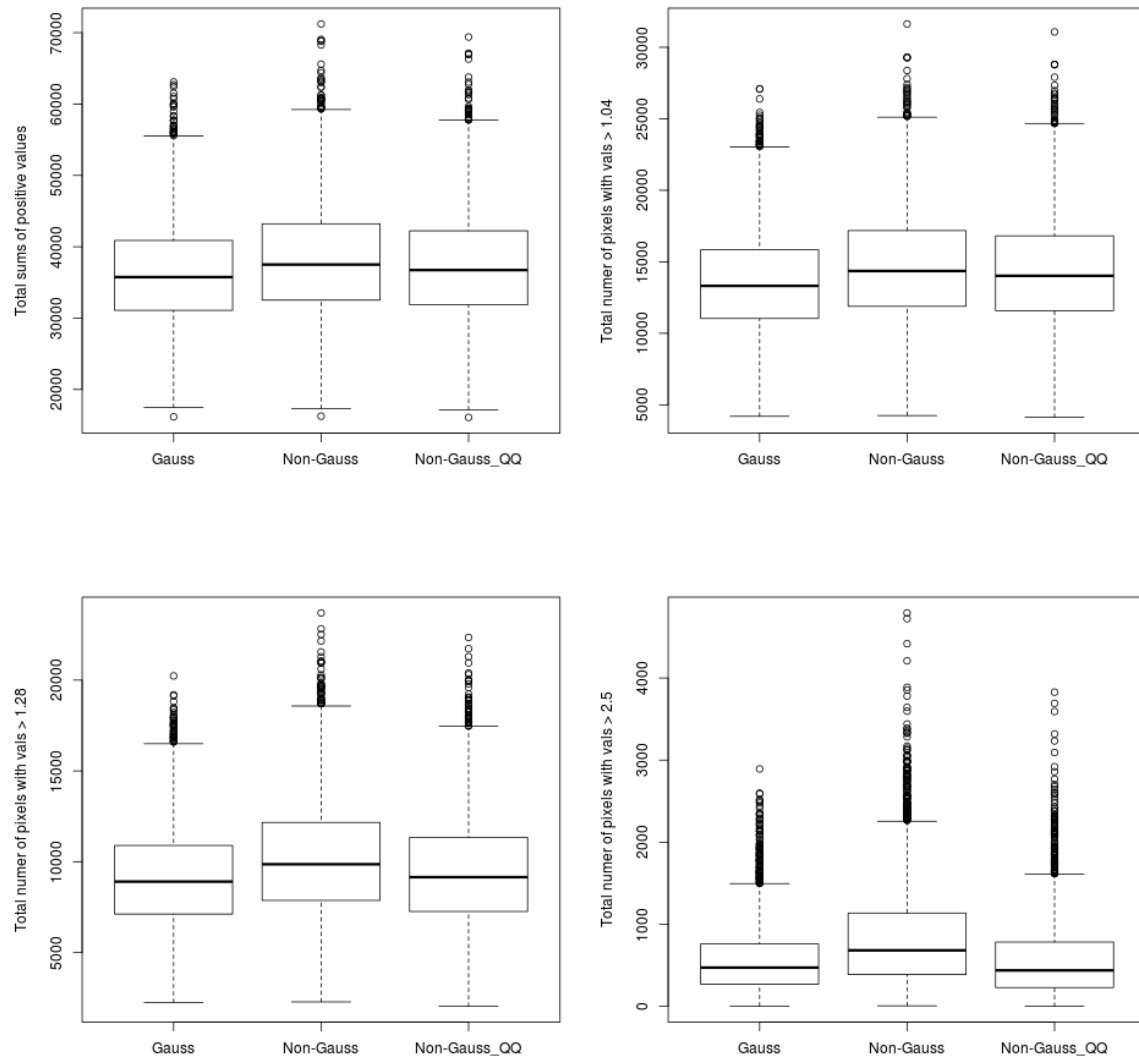 Total sums of positive values
70000
60000
50000
40000
30000
20000
Gauss Non-Gauss Non-Gauss_QQ
Total numer of pixels with vals > 1.04
30000
25000
20000
15000
10000
5000
Gauss Non-Gauss Non-Gauss_QQ
Total numer of pixels with vals > 1.28
20000
15000
10000
5000
Gauss Non-Gauss Non-Gauss_QQ
Total numer of pixels with vals > 2.5
4000
3000
2000
1000
0
Gauss Non-Gauss Non-Gauss_QQ